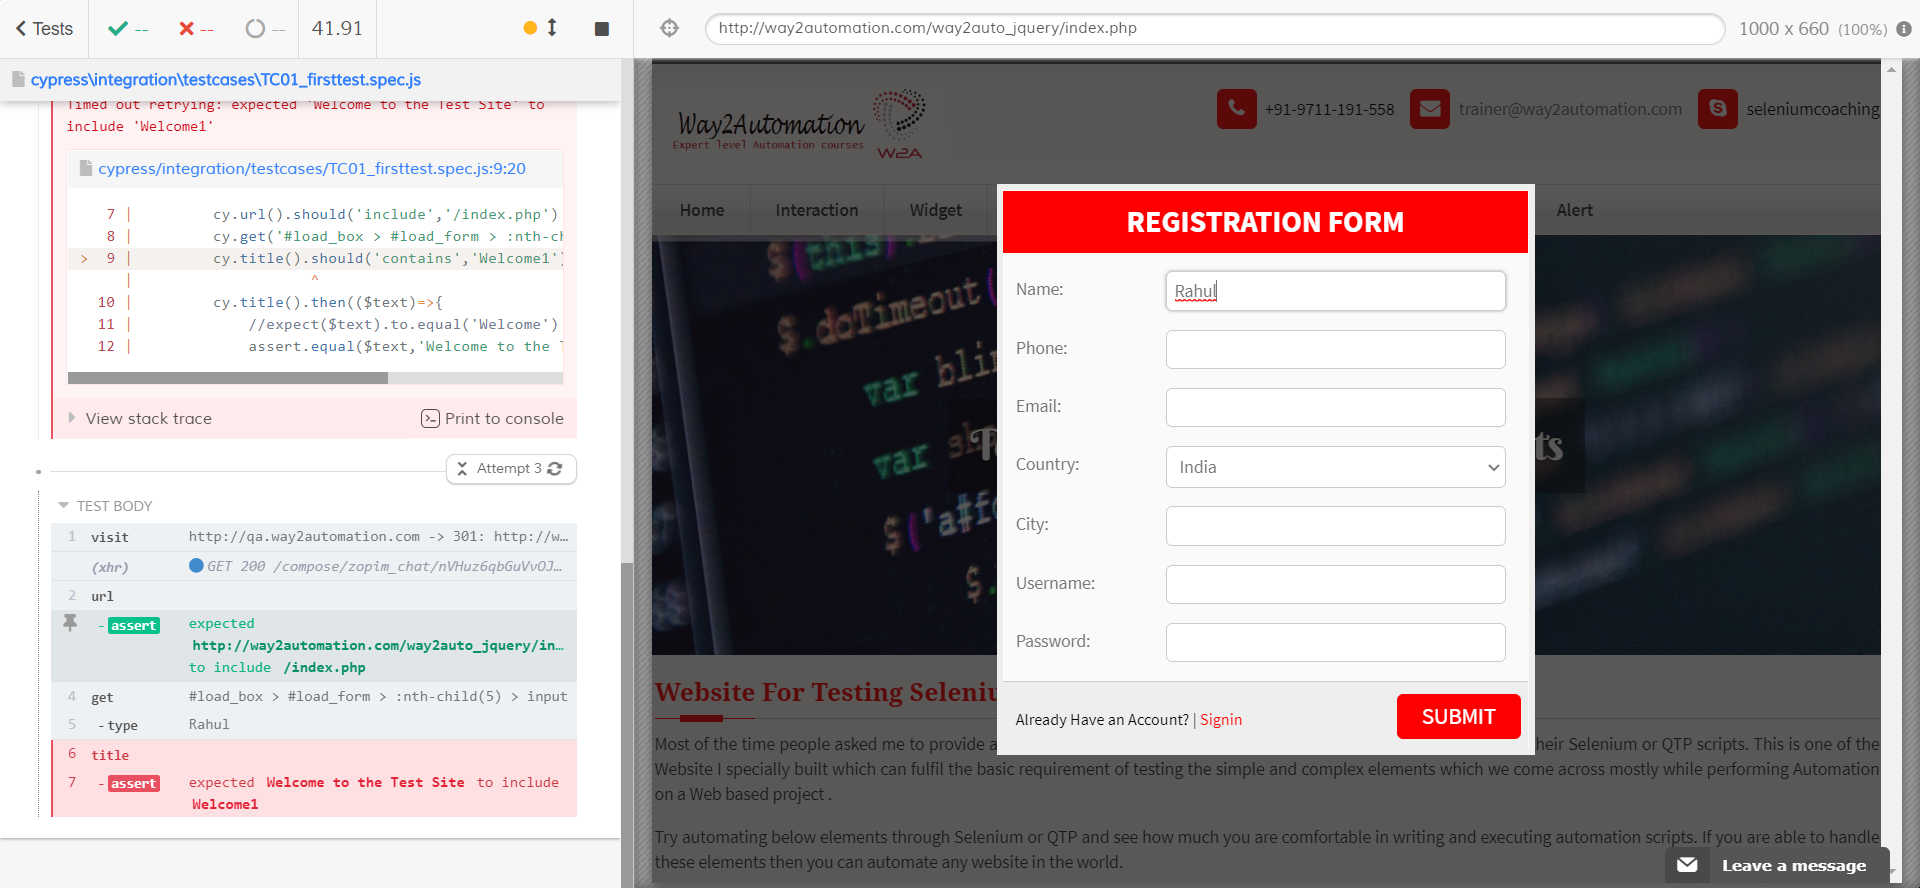 Tests
--
--
--
41.91
cypress\integration\testcases\TC01_firsttest.spec.js
Timed out retrying: expected 'Welcome to the Test Site' to
include 'Welcome1'
cypress/integration/testcases/TC01_firsttest.spec.js:9:20
7 | cy.url().should('include','/index.php')
8 | cy.get('#load_box > #load_form > :nth-ch
> 9 | cy.title().should('contains','Welcome1')
| ^
10 | cy.title().then(($text)=>{
11 | //expect($text).to.equal('Welcome')
12 | assert.equal($text,'Welcome to the T
View stack trace
Print to console
Attempt 3
TEST BODY
1 visit http://qa.way2automation.com -> 301: http://w…
(xhr) GET 200 /compose/zopim_chat/nVHuz6qbGuVvOJ…
2 url
- assert expected
http://way2automation.com/way2auto_jquery/in…
to include /index.php
4 get #load_box > #load_form > :nth-child(5) > input
5 - type Rahul
6 title
7 - assert expected Welcome to the Test Site to include
Welcome1
http://way2automation.com/way2auto_jquery/index.php
1000 x 660 (100%)
Way2Automation
Expert level Automation courses
W2A
+91-9711-191-558
trainer@way2automation.com
seleniumcoaching
Home
Interaction
Widget
Alert
$(this).
$.doTimeout(
var blin
var sh
$('a#fo
$.
ts
REGISTRATION FORM
Name: Rahul
Phone:
Email:
Country: India
City:
Username:
Password:
Already Have an Account? | Signin
SUBMIT
Website For Testing Seleniu
Most of the time people asked me to provide a heir Selenium or QTP scripts. This is one of the
Website I specially built which can fulfil the basic requirement of testing the simple and complex elements which we come across mostly while performing Automation
on a Web based project .
Try automating below elements through Selenium or QTP and see how much you are comfortable in writing and executing automation scripts. If you are able to handle
these elements then you can automate any website in the world.
Leave a message